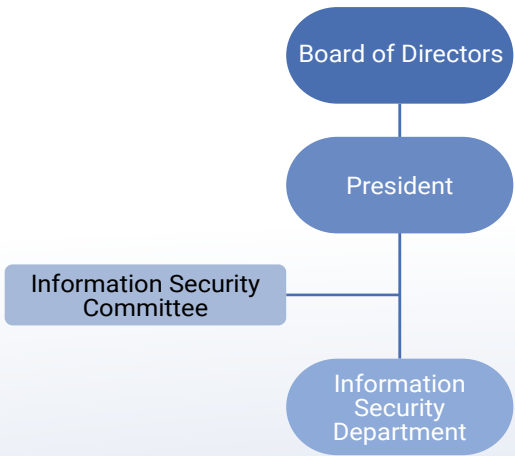 Board of Directors
President
Information Security
Committee
Information
Security
Department